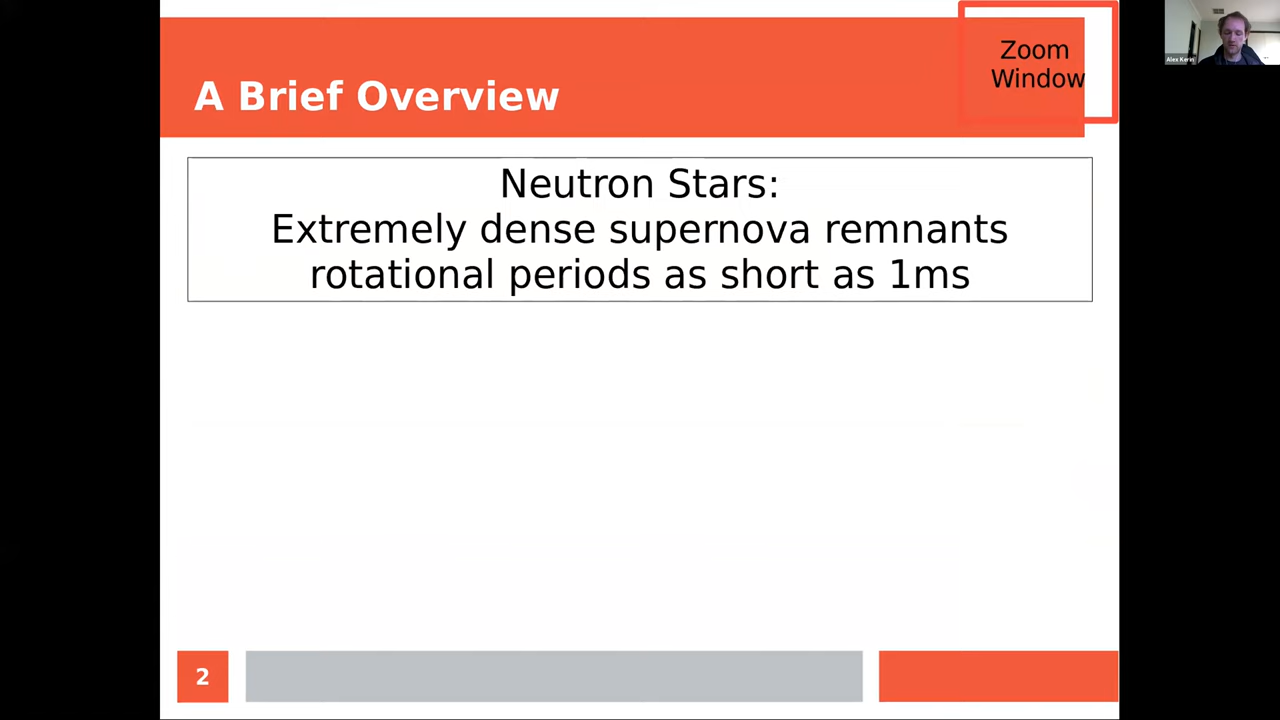 A Brief Overview
Zoom
Window
Neutron Stars:
Extremely dense supernova remnants
rotational periods as short as 1ms
2